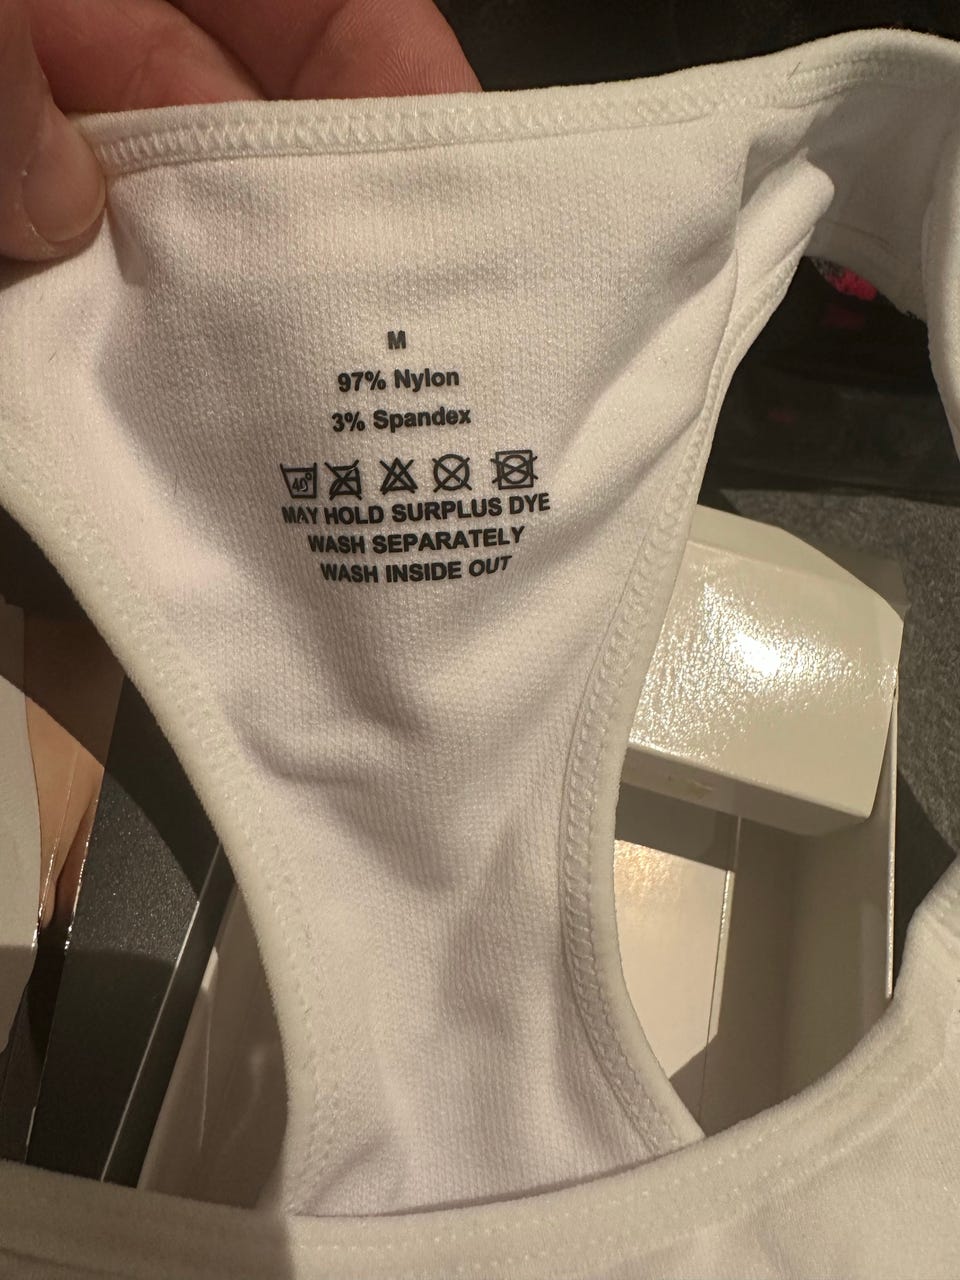 M
97% Nylon
3% Spandex
40°
MAY HOLD SURPLUS DYE
WASH SEPARATELY
WASH INSIDE OUT